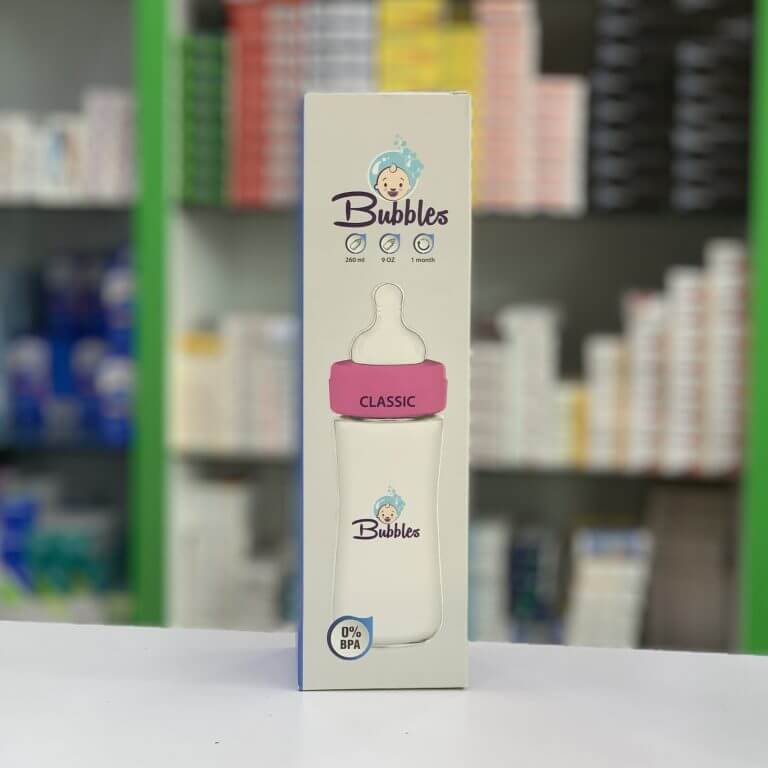 Bubbles
260 ml 9 OZ 1 month
CLASSIC
Bubbles
0%
BPA